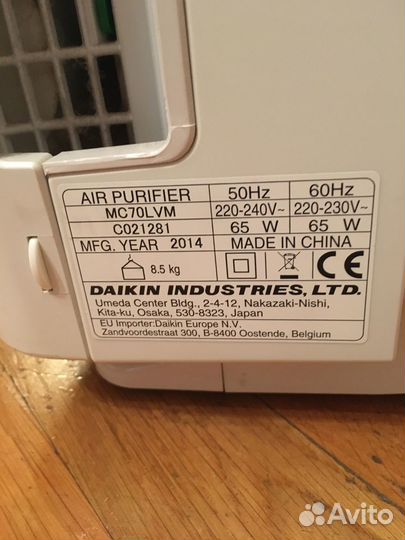 AIR PURIFIER 50Hz 60Hz
MC70LVM 220-240V~ 220-230V~
C021281 65 W 65 W
MFG. YEAR 2014 MADE IN CHINA
8.5 kg CE
DAIKIN INDUSTRIES, LTD.
Umeda Center Bldg., 2-4-12, Nakazaki-Nishi,
Kita-ku, Osaka, 530-8323, Japan
EU Importer:Daikin Europe N.V.
Zandvoordestraat 300, B-8400 Oostende, Belgium
Avito